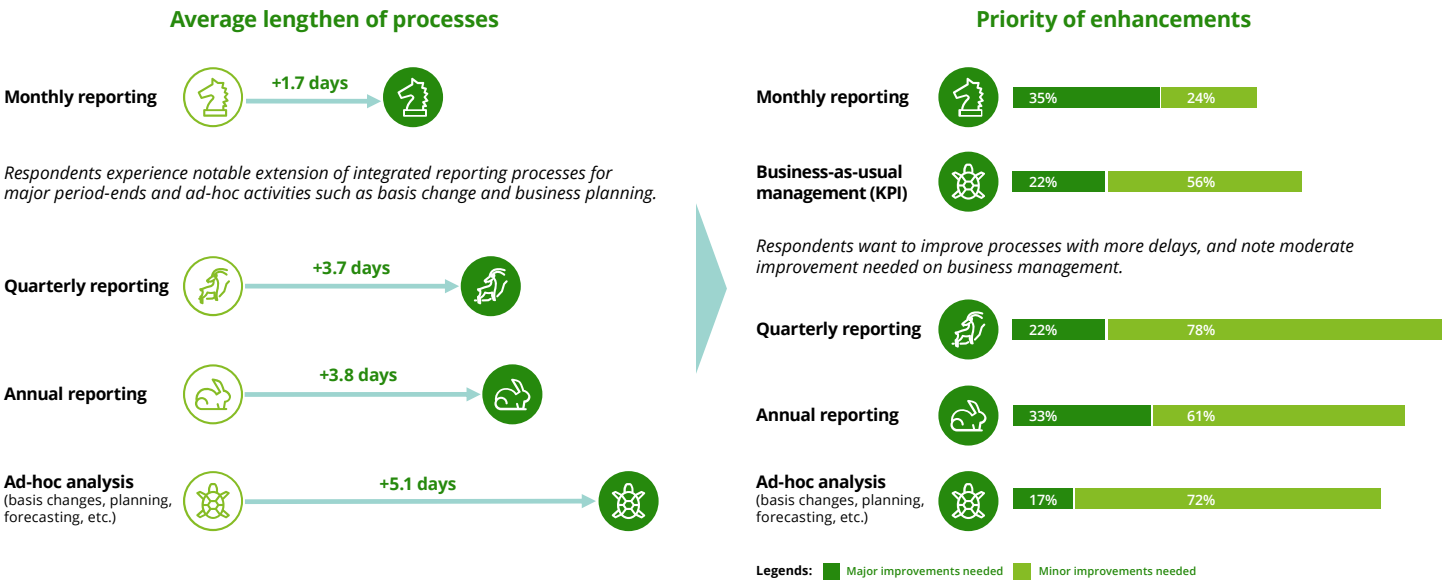 Average lengthen of processes
Monthly reporting
+1.7 days
Respondents experience notable extension of integrated reporting processes for
major period-ends and ad-hoc activities such as basis change and business planning.
Quarterly reporting
+3.7 days
Annual reporting
+3.8 days
Ad-hoc analysis
(basis changes, planning,
forecasting, etc.)
+5.1 days
Priority of enhancements
Monthly reporting
35% 24%
Business-as-usual
management (KPI)
22% 56%
Respondents want to improve processes with more delays, and note moderate
improvement needed on business management.
Quarterly reporting
22% 78%
Annual reporting
33% 61%
Ad-hoc analysis
(basis changes, planning,
forecasting, etc.)
17% 72%
Legends: Major improvements needed Minor improvements needed